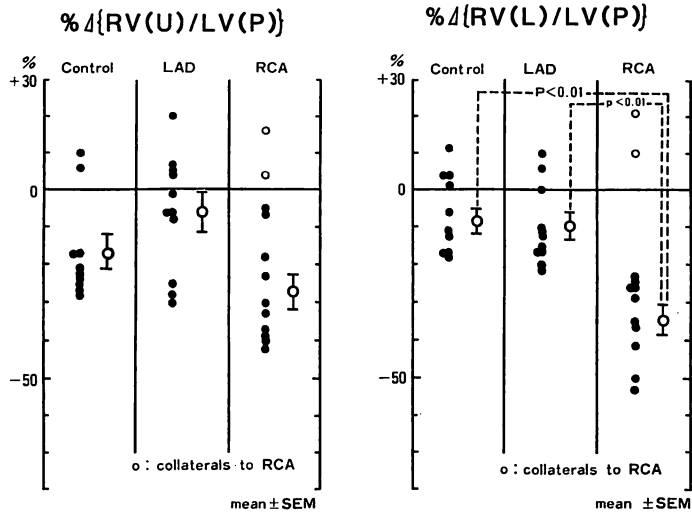 %⊿{RV(U)/LV(P)}
%
+30
Control
LAD
RCA
0
−50
o : collaterals to RCA
mean ± SEM
%⊿{RV(L)/LV(P)}
%
+30
Control
LAD
RCA
P<0.01
p <0.01
0
−50
o : collaterals to RCA
mean ± SEM